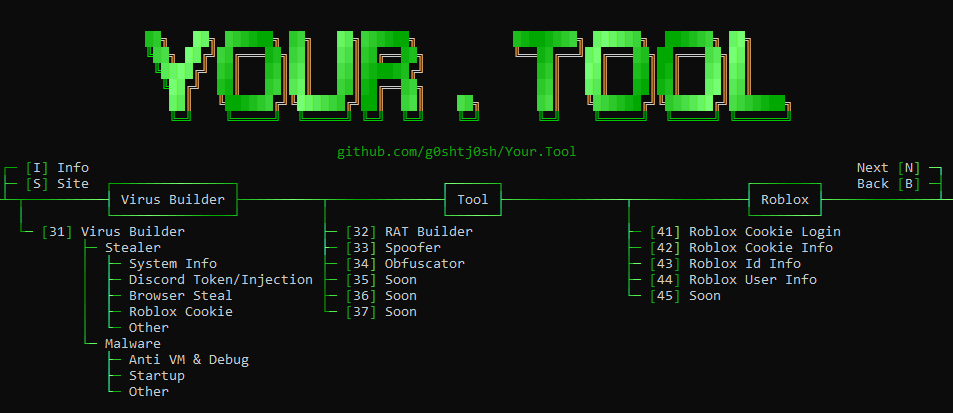 YOUR.TOOL
github.com/g0shtj0sh/Your.Tool
[I] Info Next [N]
[S] Site Back [B]
Virus Builder Tool Roblox
[31] Virus Builder [32] RAT Builder [41] Roblox Cookie Login
Stealer [33] Spoofer [42] Roblox Cookie Info
System Info [34] Obfuscator [43] Roblox Id Info
Discord Token/Injection [35] Soon [44] Roblox User Info
Browser Steal [36] Soon [45] Soon
Roblox Cookie [37] Soon
Other
Malware
Anti VM & Debug
Startup
Other